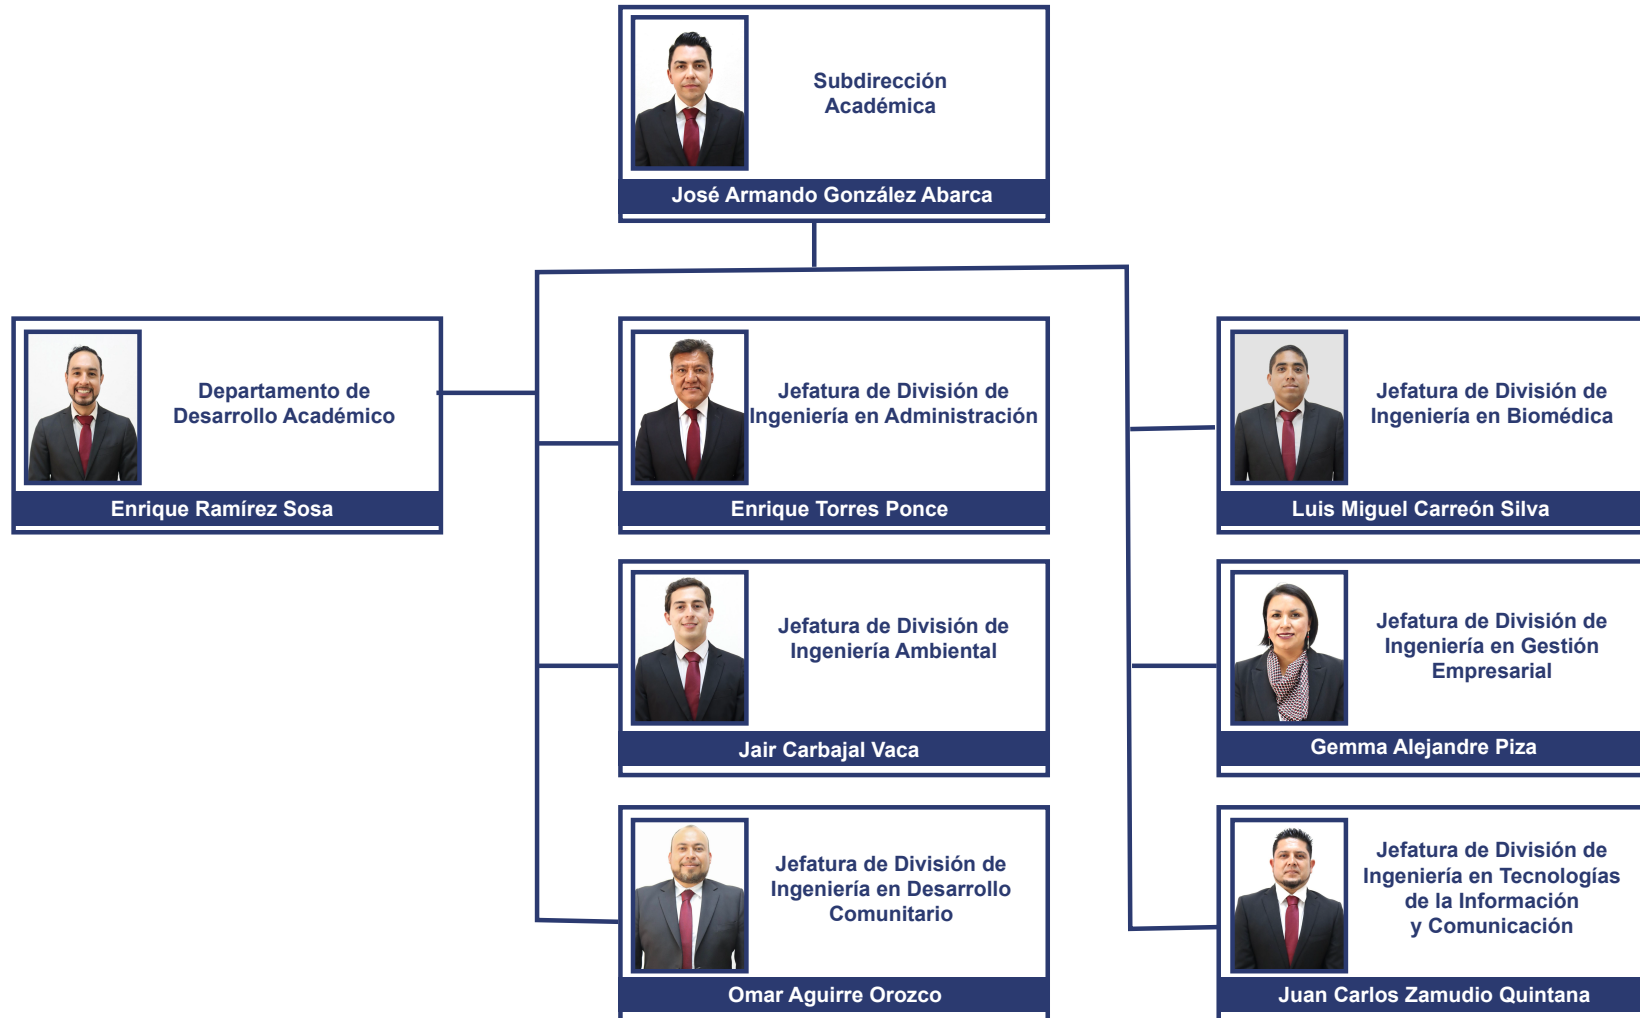 Subdirección
Académica
José Armando González Abarca
Departamento de
Desarrollo Académico
Enrique Ramírez Sosa
Jefatura de División de
Ingeniería en Administración
Enrique Torres Ponce
Jefatura de División de
Ingeniería en Biomédica
Luis Miguel Carreón Silva
Jefatura de División de
Ingeniería Ambiental
Jair Carbajal Vaca
Jefatura de División de
Ingeniería en Gestión
Empresarial
Gemma Alejandre Piza
Jefatura de División de
Ingeniería en Desarrollo
Comunitario
Omar Aguirre Orozco
Jefatura de División de
Ingeniería en Tecnologías
de la Información
y Comunicación
Juan Carlos Zamudio Quintana